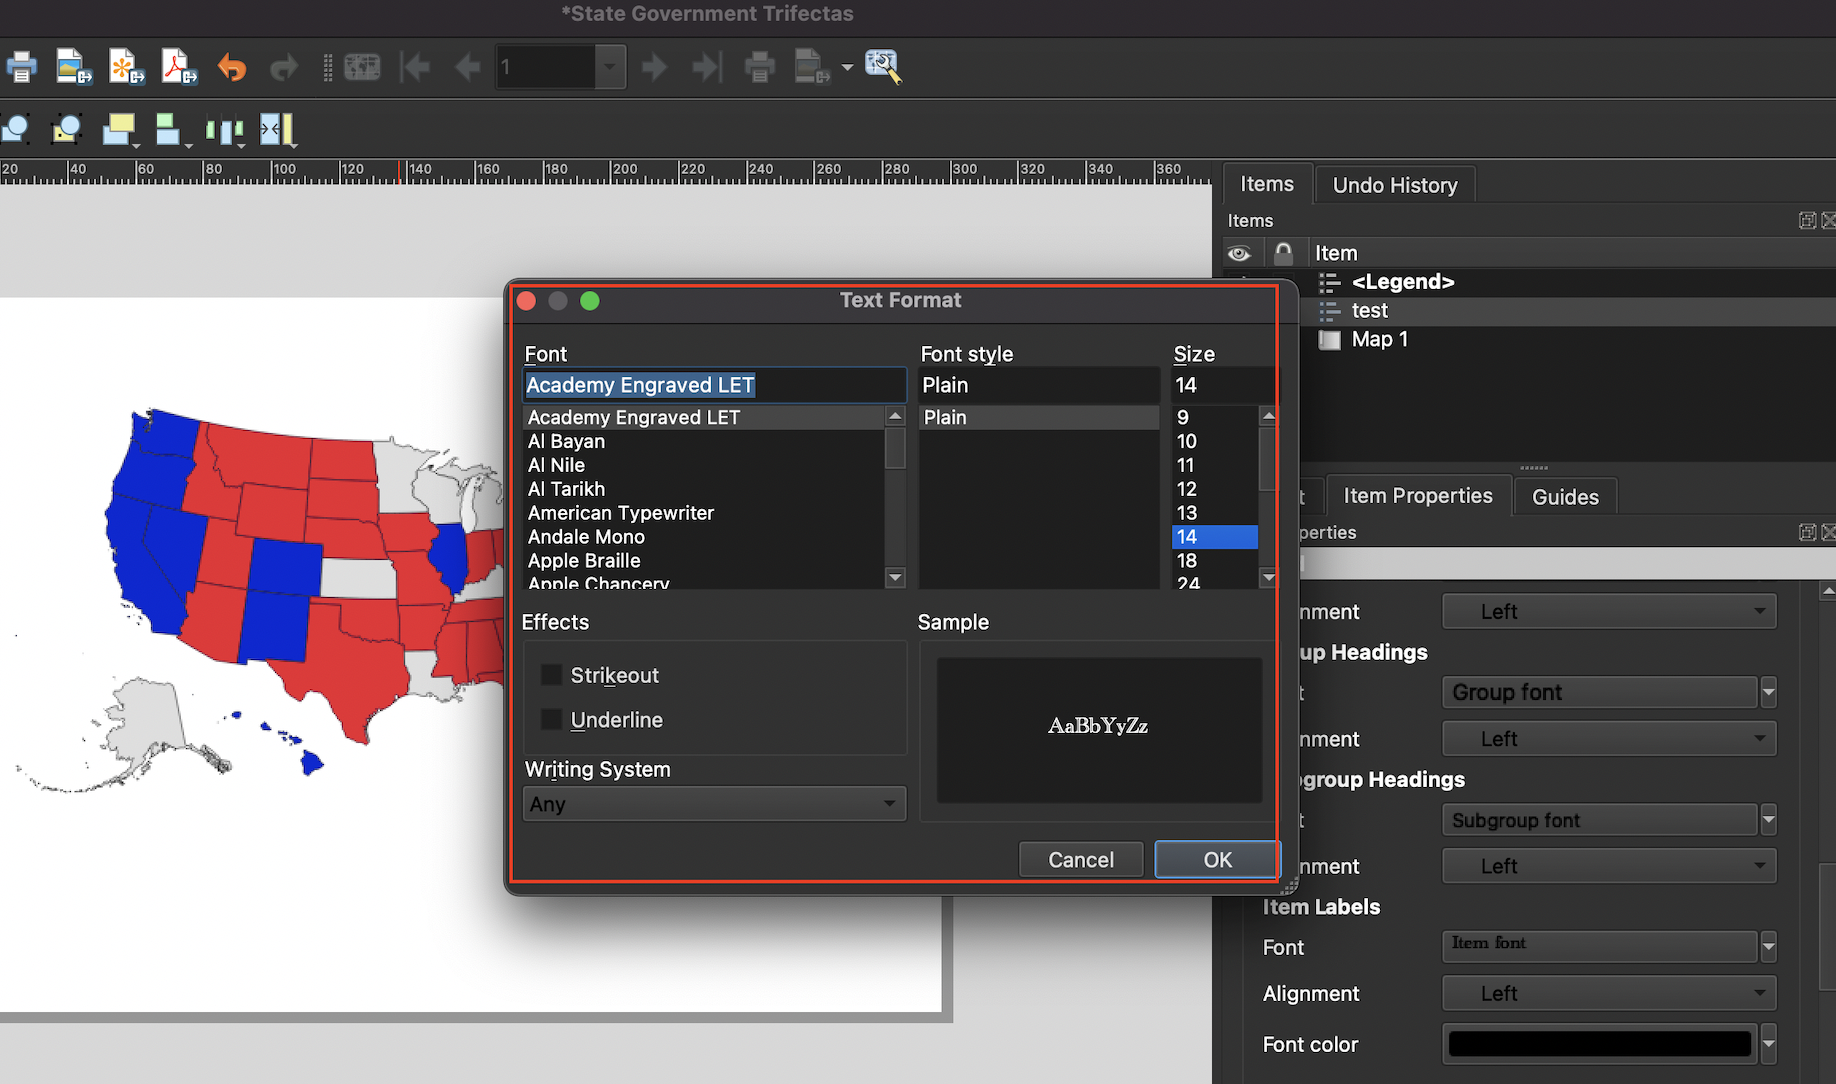 *State Government Trifectas
1
20 40 60 80 100 120 140 160 180 200 220 240 260 280 300 320 340 360
Items Undo History
Items
Item
<Legend>
test
Map 1
Text Format
Font Font style Size
Academy Engraved LET Plain 14
Academy Engraved LET Plain 9
Al Bayan 10
Al Nile 11
Al Tarikh 12
American Typewriter 13
Andale Mono 14
Apple Braille 18
Apple Chancery 24
Effects Sample
Strikeout
Underline
AaBbYyZz
Writing System
Any
Cancel OK
t Item Properties Guides
perties
nment Left
up Headings
t Group font
nment Left
group Headings
t Subgroup font
nment Left
Item Labels
Font Item font
Alignment Left
Font color